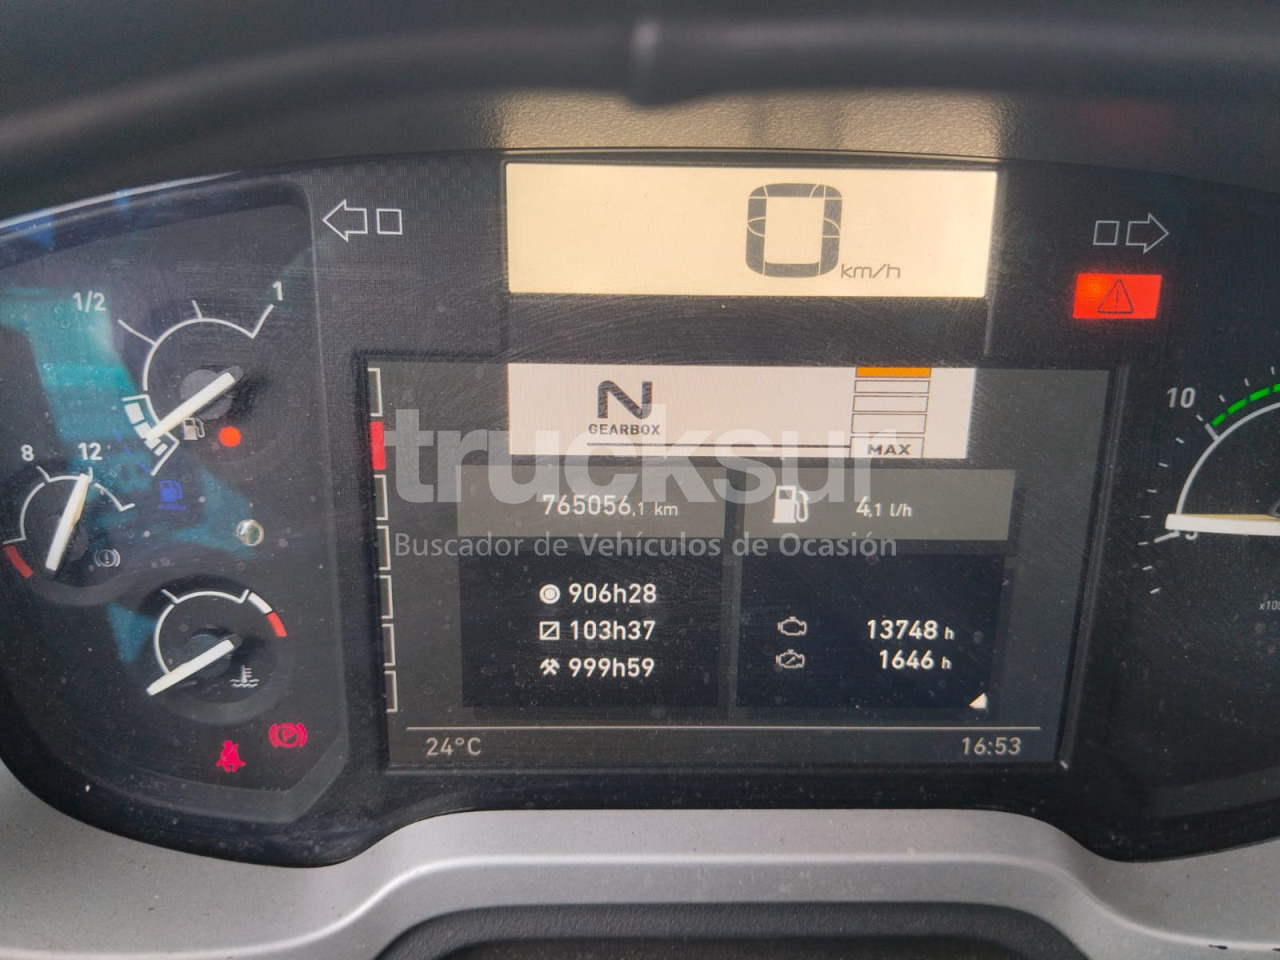 0 km/h
1/2 1
N
GEARBOX
MAX
10
trucksur
8 12
765056,1 km
4,1 l/h
Buscador de Vehículos de Ocasión
906h28
103h37
999h59
13748 h
1646 h
24°C
16:53